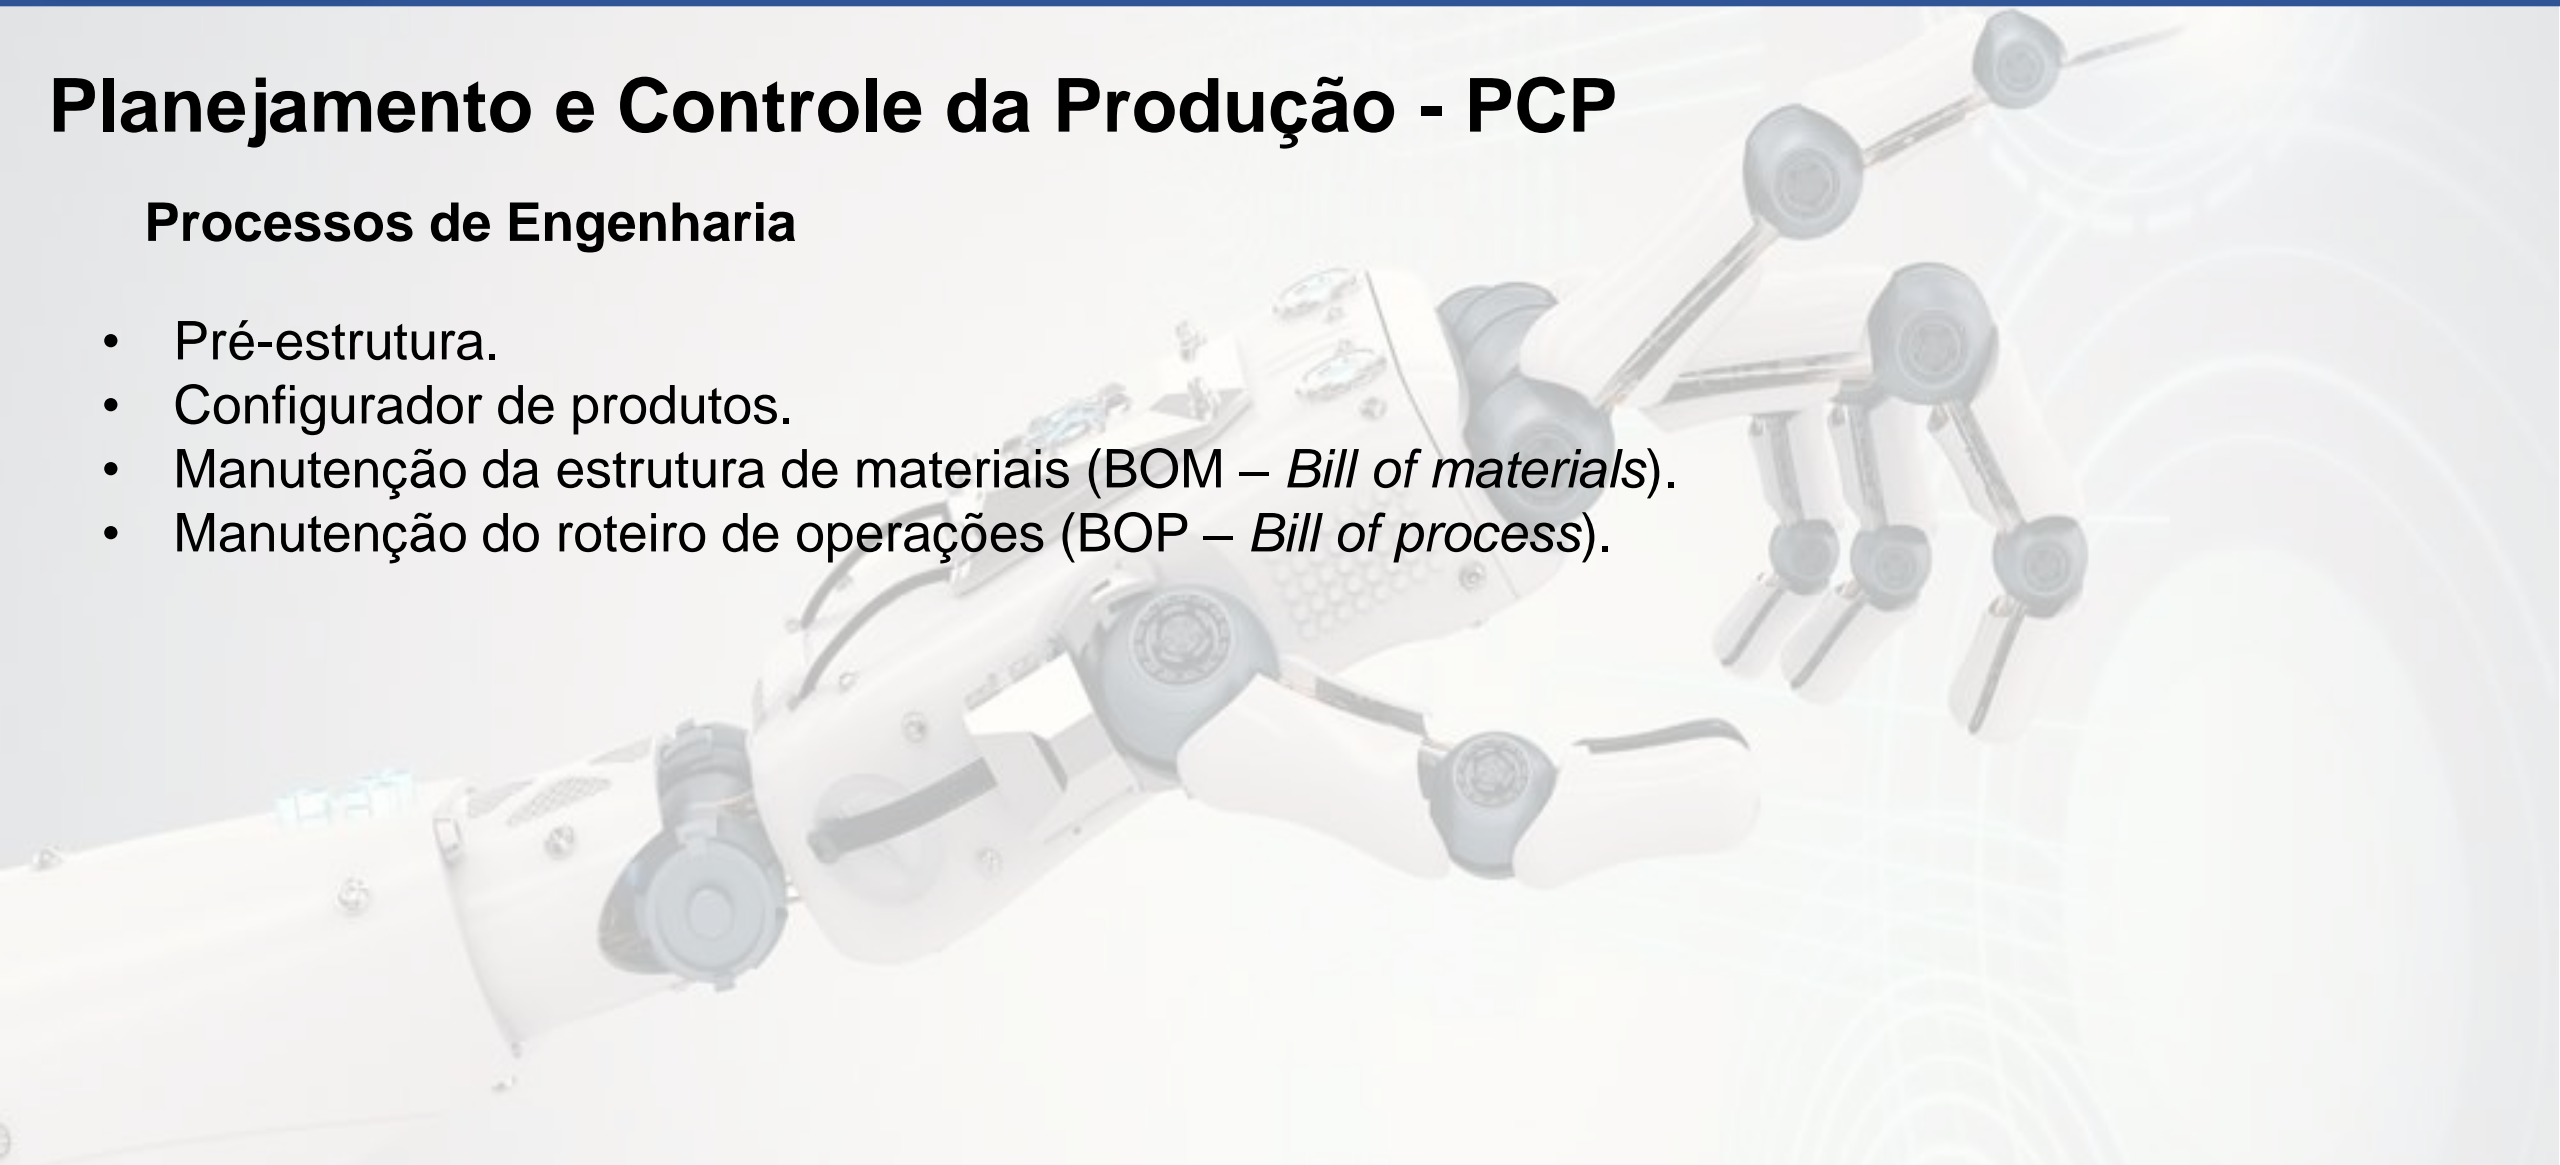 Planejamento e Controle da Produção - PCP
Processos de Engenharia
• Pré-estrutura.
• Configurador de produtos.
• Manutenção da estrutura de materiais (BOM – Bill of materials).
• Manutenção do roteiro de operações (BOP – Bill of process).